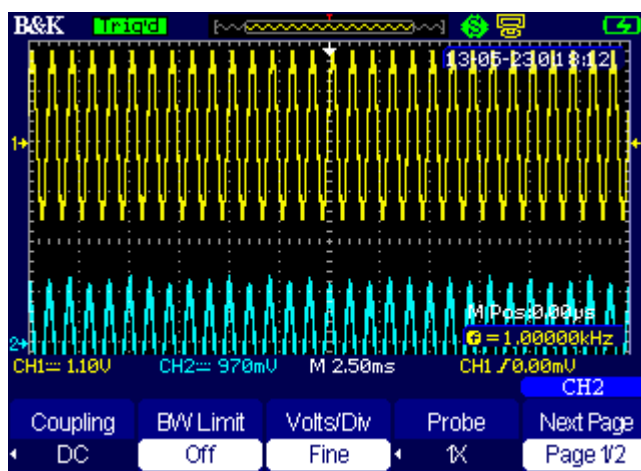 B&K Trig'd
13-05-23 01:18:12
1
M Pos:0.00μs
2
f = 1.00000kHz
CH1 1.10V CH2 970mV M 2.50ms CH1 0.00mV
CH2
Coupling BW Limit Volts/Div Probe Next Page
DC Off Fine 1X Page 1/2